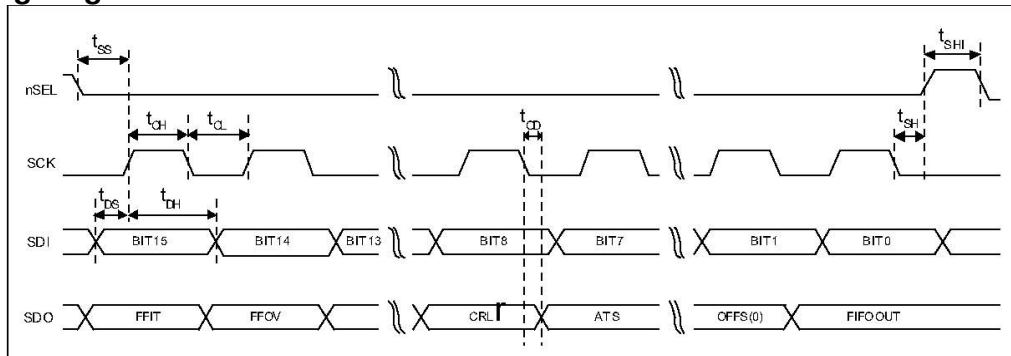 tSS
tSHI
nSEL
tCH
tCL
tCD
tSH
SCK
tDS
tDH
SDI BIT15 BIT14 BIT13 BIT8 BIT7 BIT1 BIT0
SDO FFIT FFOV CRL r ATS OFFS(0) FIFO OUT